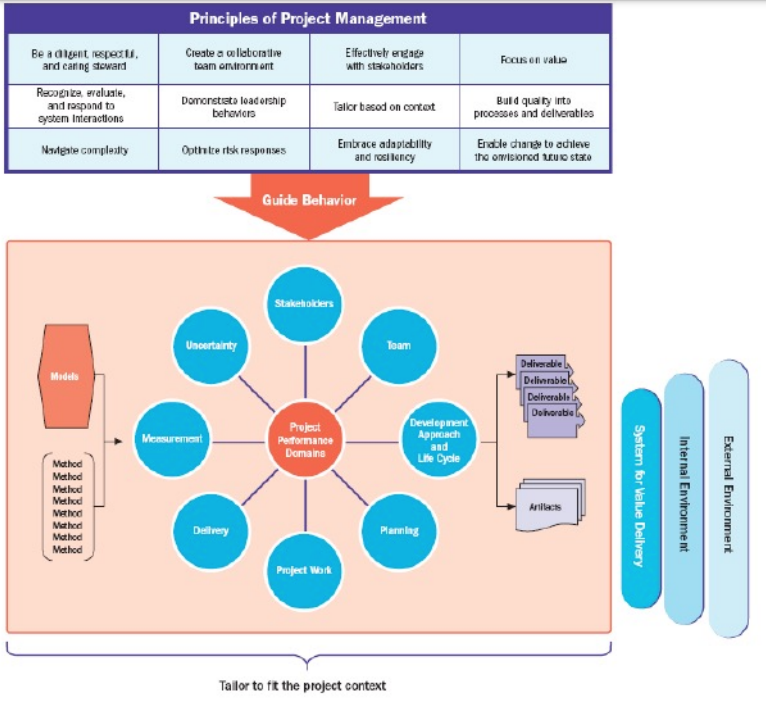 Principles of Project Management
Be a diligent, respectful,
and caring steward
Create a collaborative
team environment
Effectively engage
with stakeholders
Focus on value
Recognize, evaluate,
and respond to
system interactions
Demonstrate leadership
behaviors
Tailor based on context
Build quality into
processes and deliverables
Navigate complexity
Optimize risk responses
Embrace adaptability
and resiliency
Enable change to achieve
the envisioned future state
Guide Behavior
Stakeholders
Uncertainty
Team
Models
Measurement
Project
Performance
Domains
Development
Approach
and
Life Cycle
Delivery
Planning
Project Work
Method
Method
Method
Method
Method
Method
Method
Method
Deliverable
Deliverable
Deliverable
Deliverable
Artifacts
System for Value Delivery
Internal Environment
External Environment
Tailor to fit the project context